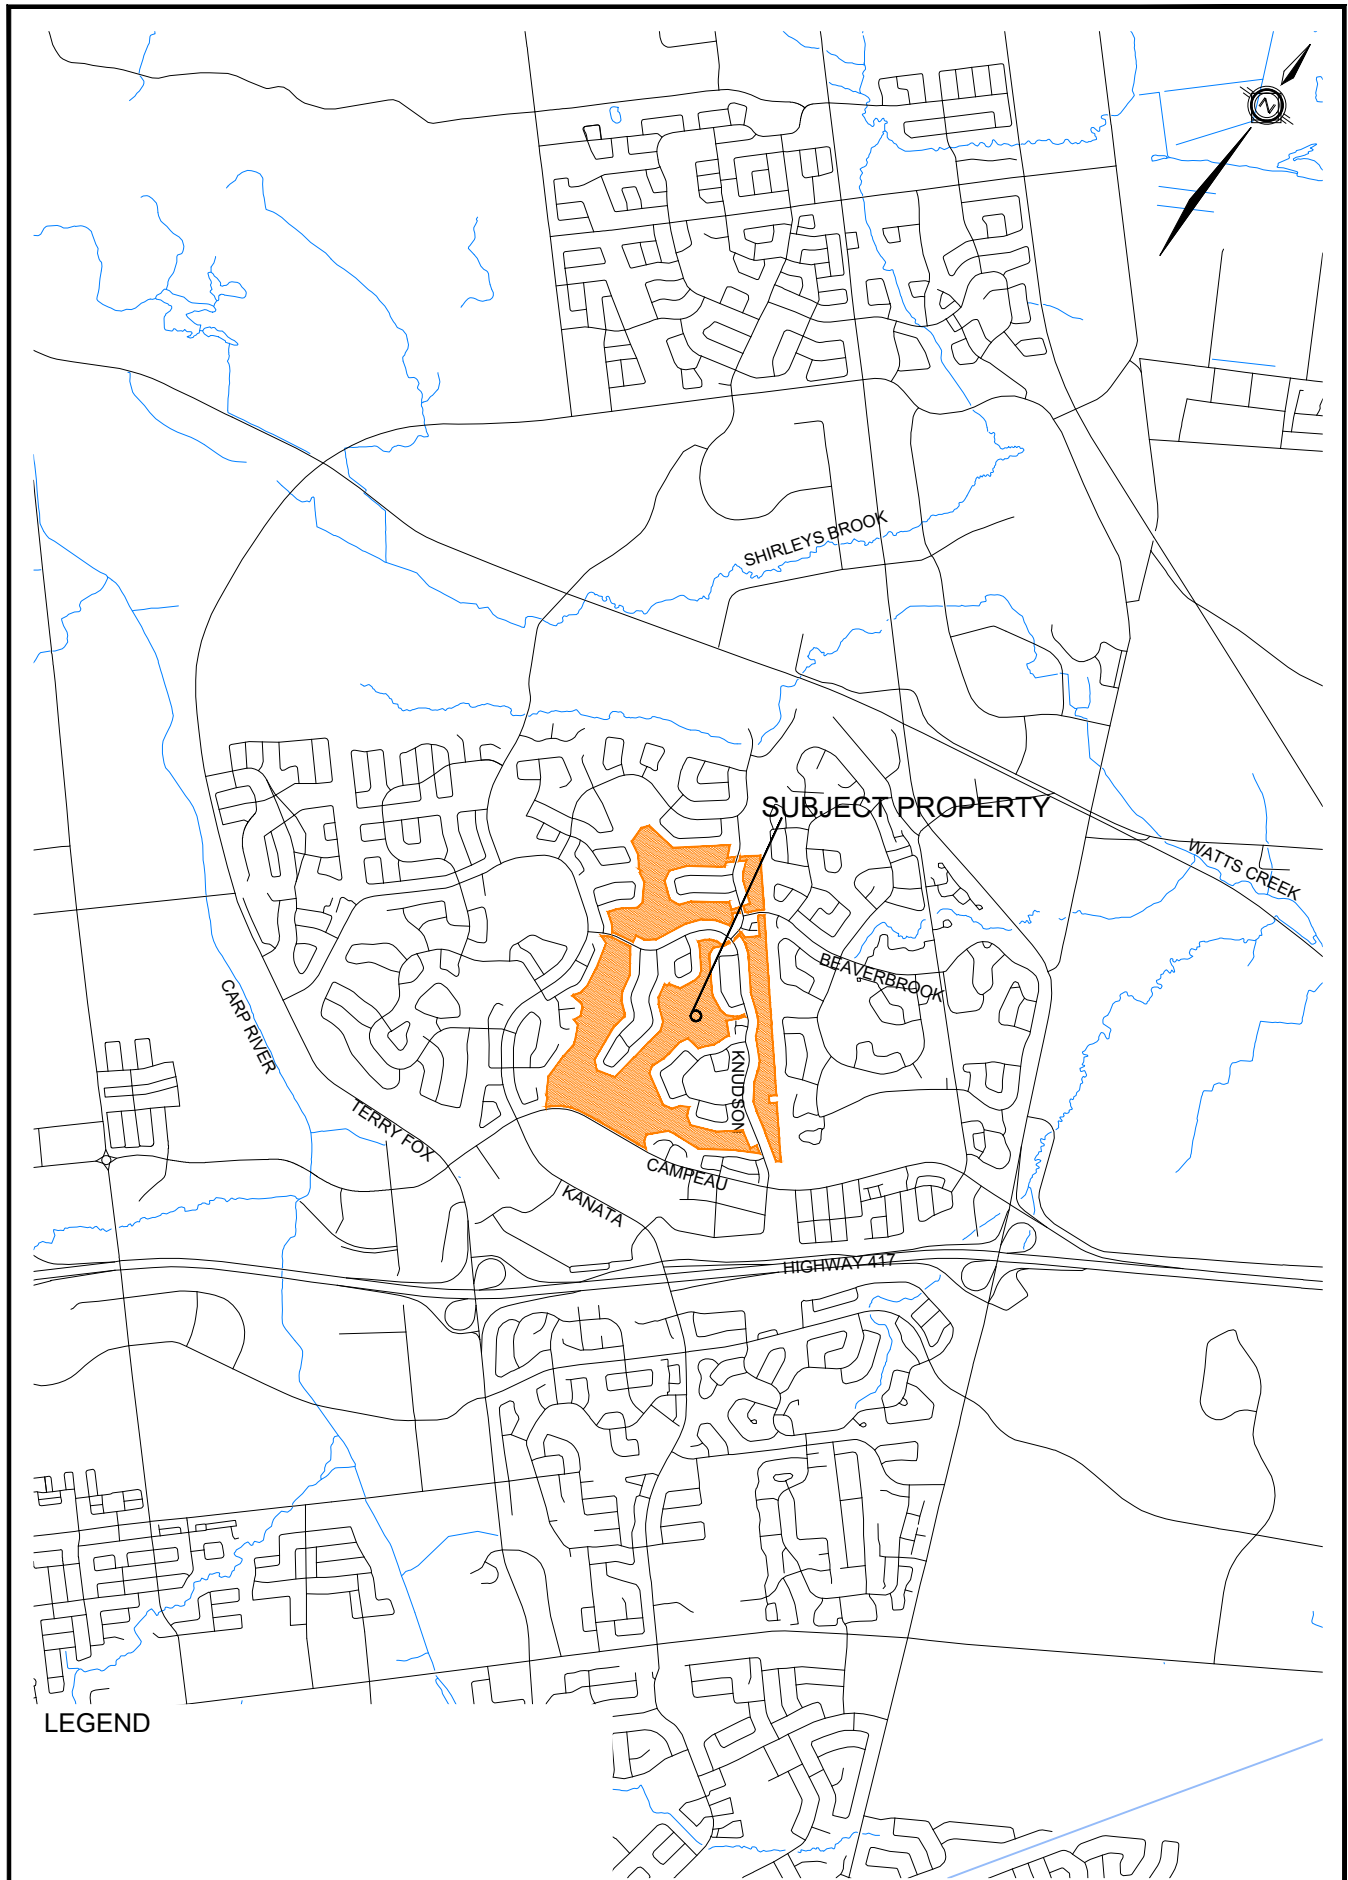 N
SHIRLEYS BROOK
SUBJECT PROPERTY
WATTS CREEK
BEAVERBROOK
CARP RIVER
KNUDSON
TERRY FOX
CAMPEAU
KANATA
HIGHWAY 417
LEGEND